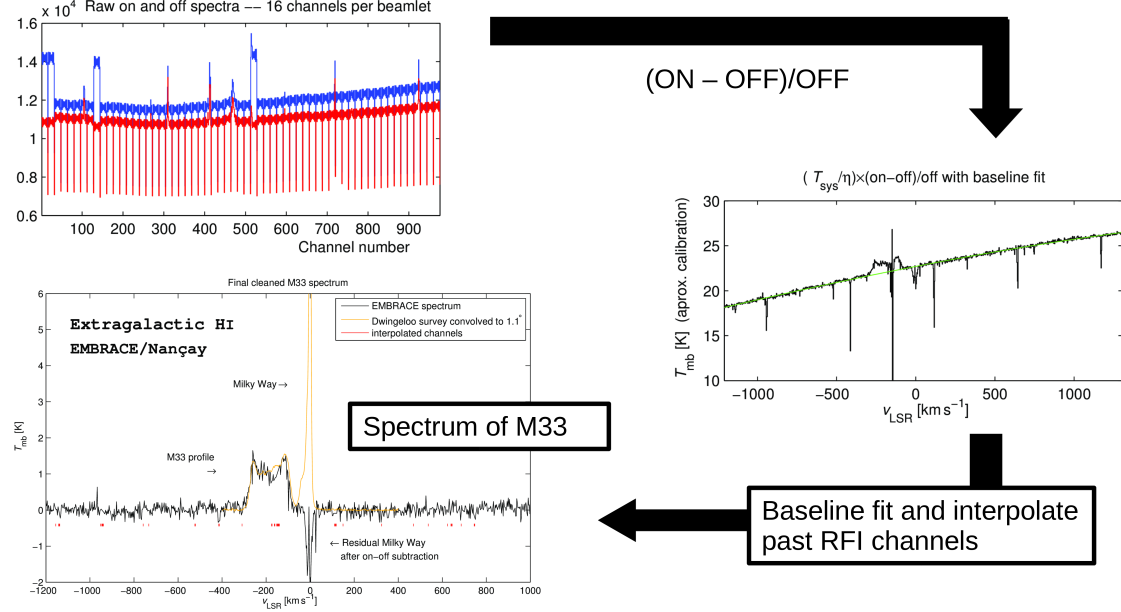 Raw on and off spectra −− 16 channels per beamlet
x 10⁴
1.6
1.4
1.2
1
0.8
0.6
100 200 300 400 500 600 700 800 900
Channel number
(ON – OFF)/OFF
( Tsys/η)×(on−off)/off with baseline fit
30
25
20
15
10
Tmb [K] (aprox. calibration)
−1000 −500 0 500 1000
vLSR [km s−1]
Final cleaned M33 spectrum
6
5
4
3
2
1
0
−1
−2
Tmb [K]
EMBRACE spectrum
Dwingeloo survey convolved to 1.1°
interpolated channels
Extragalactic HI
EMBRACE/Nançay
Milky Way→
M33 profile
→
← Residual Milky Way
after on−off subtraction
−1200 −1000 −800 −600 −400 −200 0 200 400 600 800 1000
vLSR [km s−1]
Spectrum of M33
Baseline fit and interpolate
past RFI channels